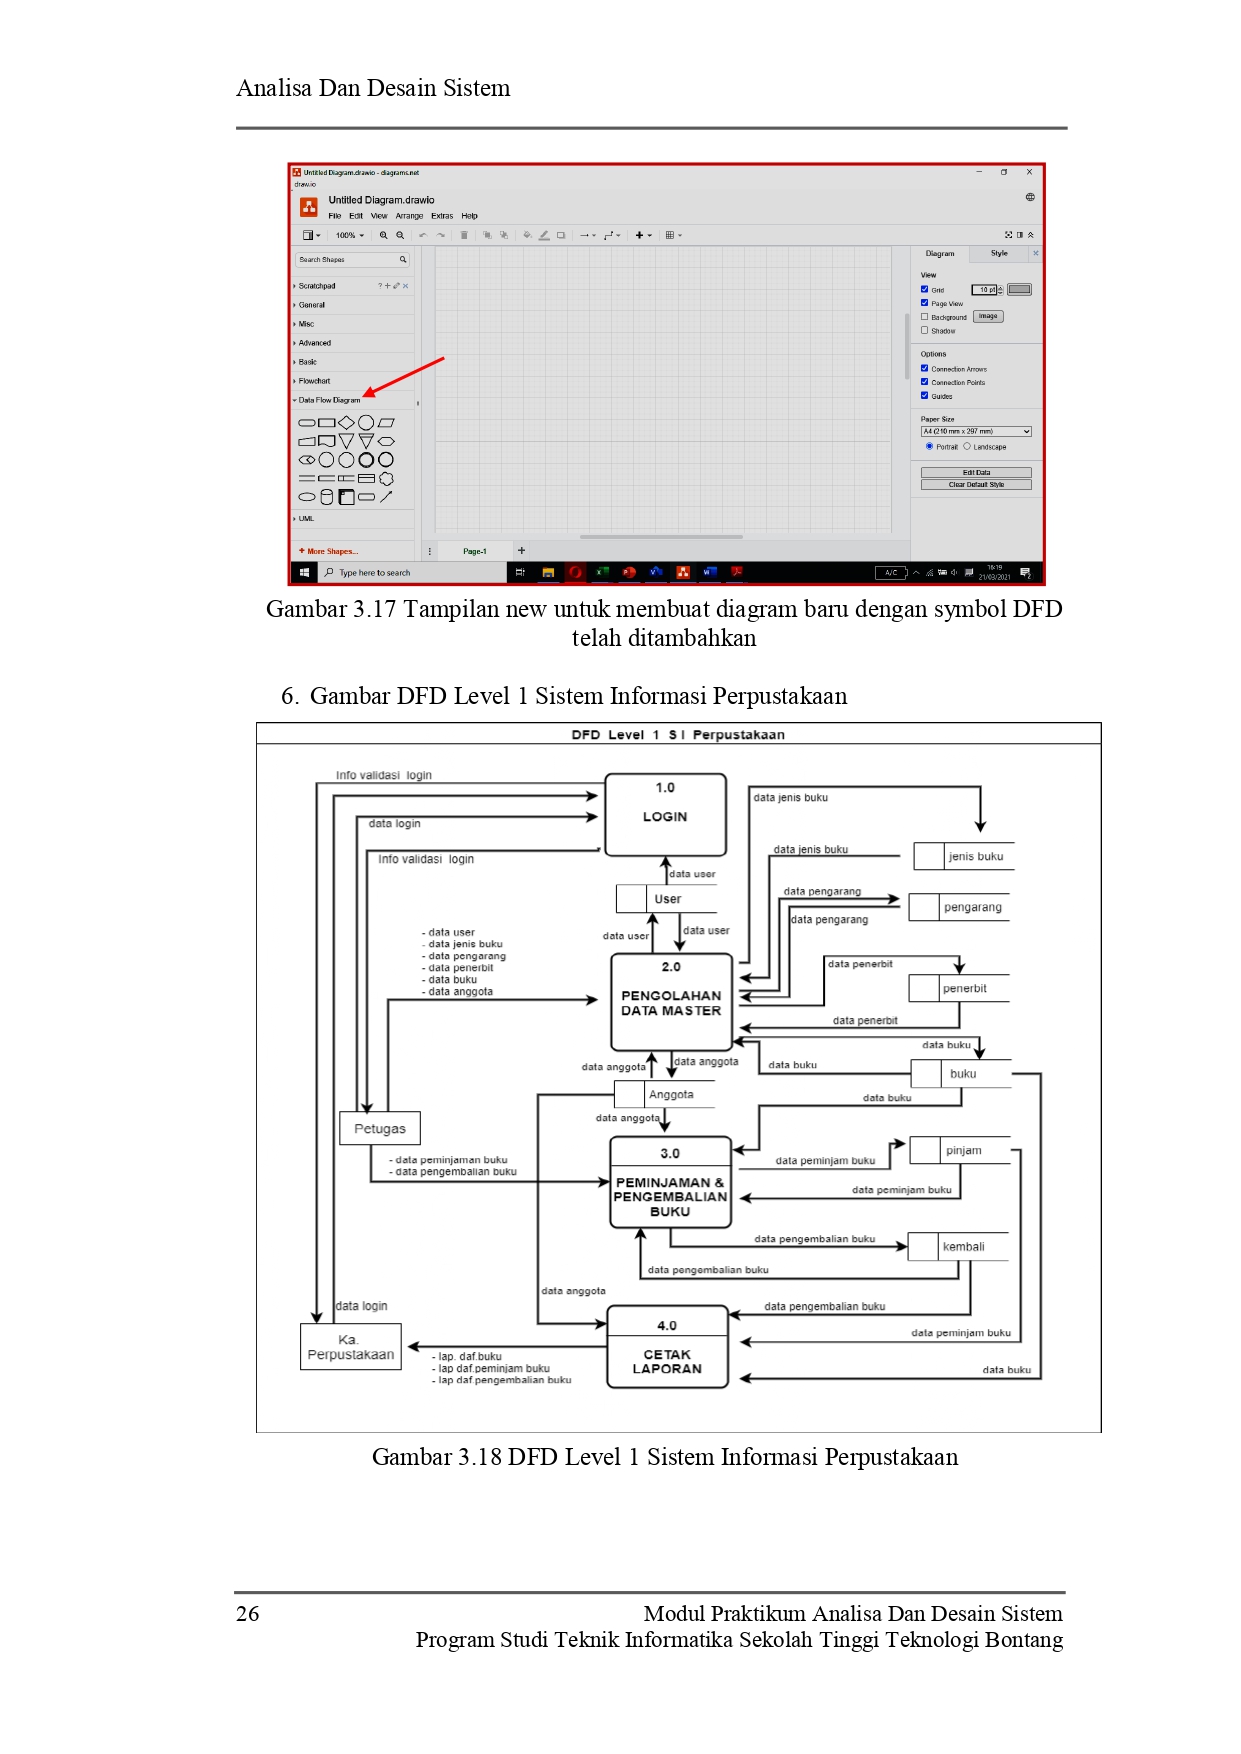 Analisa Dan Desain Sistem
Untitled Diagram.drawio - diagrams.net
draw.io
Untitled Diagram.drawio
File Edit View Arrange Extras Help
100%
Search Shapes
Scratchpad
General
Misc
Advanced
Basic
Flowchart
Data Flow Diagram
UML
+ More Shapes...
Page-1
Diagram Style
View
Grid 10 pt
Page View
Background Image
Shadow
Options
Connection Arrows
Connection Points
Guides
Paper Size
A4 (210 mm x 297 mm)
Portrait Landscape
Edit Data
Clear Default Style
Type here to search
A/C
16:19
21/03/2021
Gambar 3.17 Tampilan new untuk membuat diagram baru dengan symbol DFD
telah ditambahkan
6. Gambar DFD Level 1 Sistem Informasi Perpustakaan
DFD Level 1 S I Perpustakaan
Info validasi login
data login
Info validasi login
1.0
LOGIN
data user
User
data user
data user
- data user
- data jenis buku
- data pengarang
- data penerbit
- data buku
- data anggota
2.0
PENGOLAHAN
DATA MASTER
data jenis buku
data jenis buku
jenis buku
data pengarang
data pengarang
pengarang
data penerbit
penerbit
data penerbit
data buku
data buku
buku
data buku
data anggota
data anggota
Anggota
data anggota
Petugas
- data peminjaman buku
- data pengembalian buku
3.0
PEMINJAMAN &
PENGEMBALIAN
BUKU
data peminjam buku
pinjam
data peminjam buku
data pengembalian buku
kembali
data pengembalian buku
data anggota
data pengembalian buku
data peminjam buku
data buku
4.0
CETAK
LAPORAN
data login
Ka.
Perpustakaan
- lap. daf.buku
- lap daf.peminjam buku
- lap daf.pengembalian buku
Gambar 3.18 DFD Level 1 Sistem Informasi Perpustakaan
26
Modul Praktikum Analisa Dan Desain Sistem
Program Studi Teknik Informatika Sekolah Tinggi Teknologi Bontang